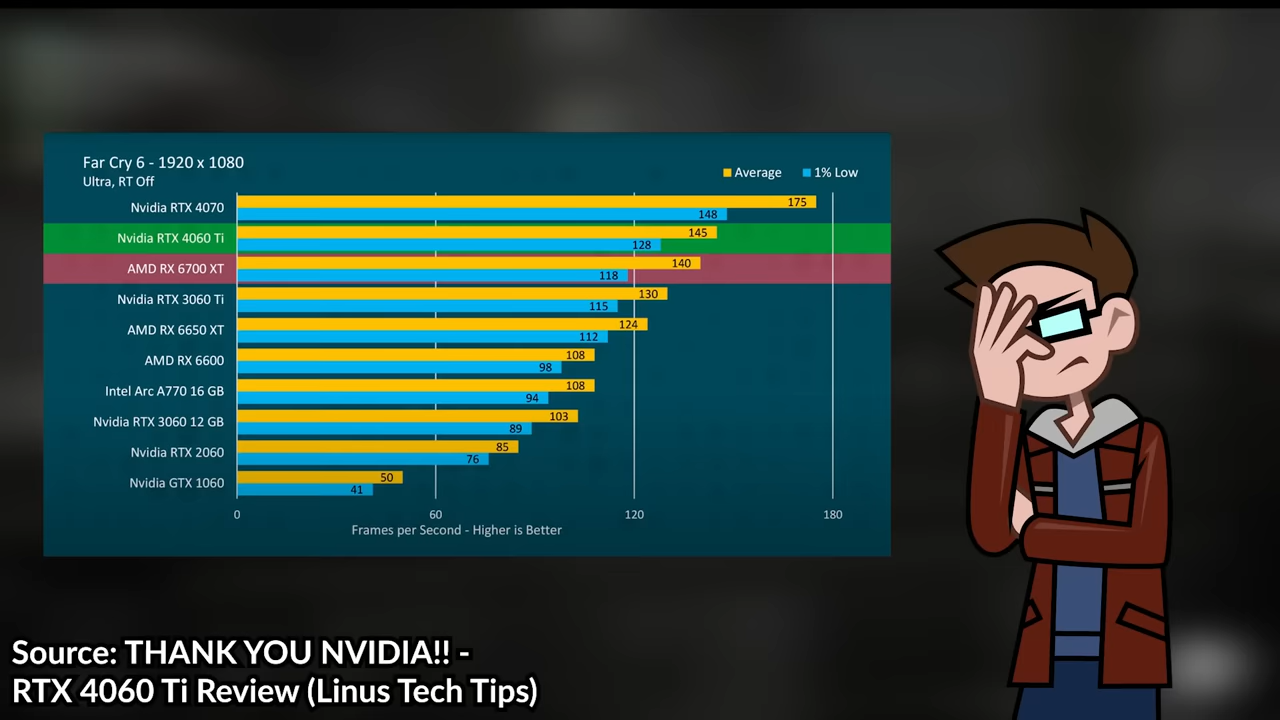 Far Cry 6 - 1920 x 1080
Ultra, RT Off
Average 1% Low
Nvidia RTX 4070 175
148
Nvidia RTX 4060 Ti 145
128
AMD RX 6700 XT 140
118
Nvidia RTX 3060 Ti 130
115
AMD RX 6650 XT 124
112
AMD RX 6600 108
98
Intel Arc A770 16 GB 108
94
Nvidia RTX 3060 12 GB 103
89
Nvidia RTX 2060 85
76
Nvidia GTX 1060 50
41
0 60 120 180
Frames per Second - Higher is Better
Source: THANK YOU NVIDIA!! -
RTX 4060 Ti Review (Linus Tech Tips)